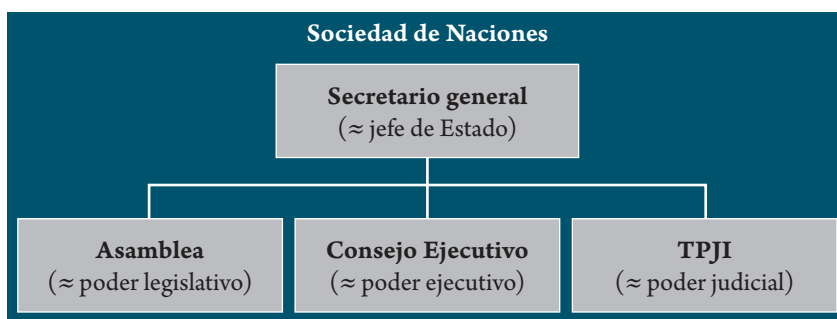 Sociedad de Naciones
Secretario general
(≈ jefe de Estado)
Asamblea
(≈ poder legislativo)
Consejo Ejecutivo
(≈ poder ejecutivo)
TPJI
(≈ poder judicial)